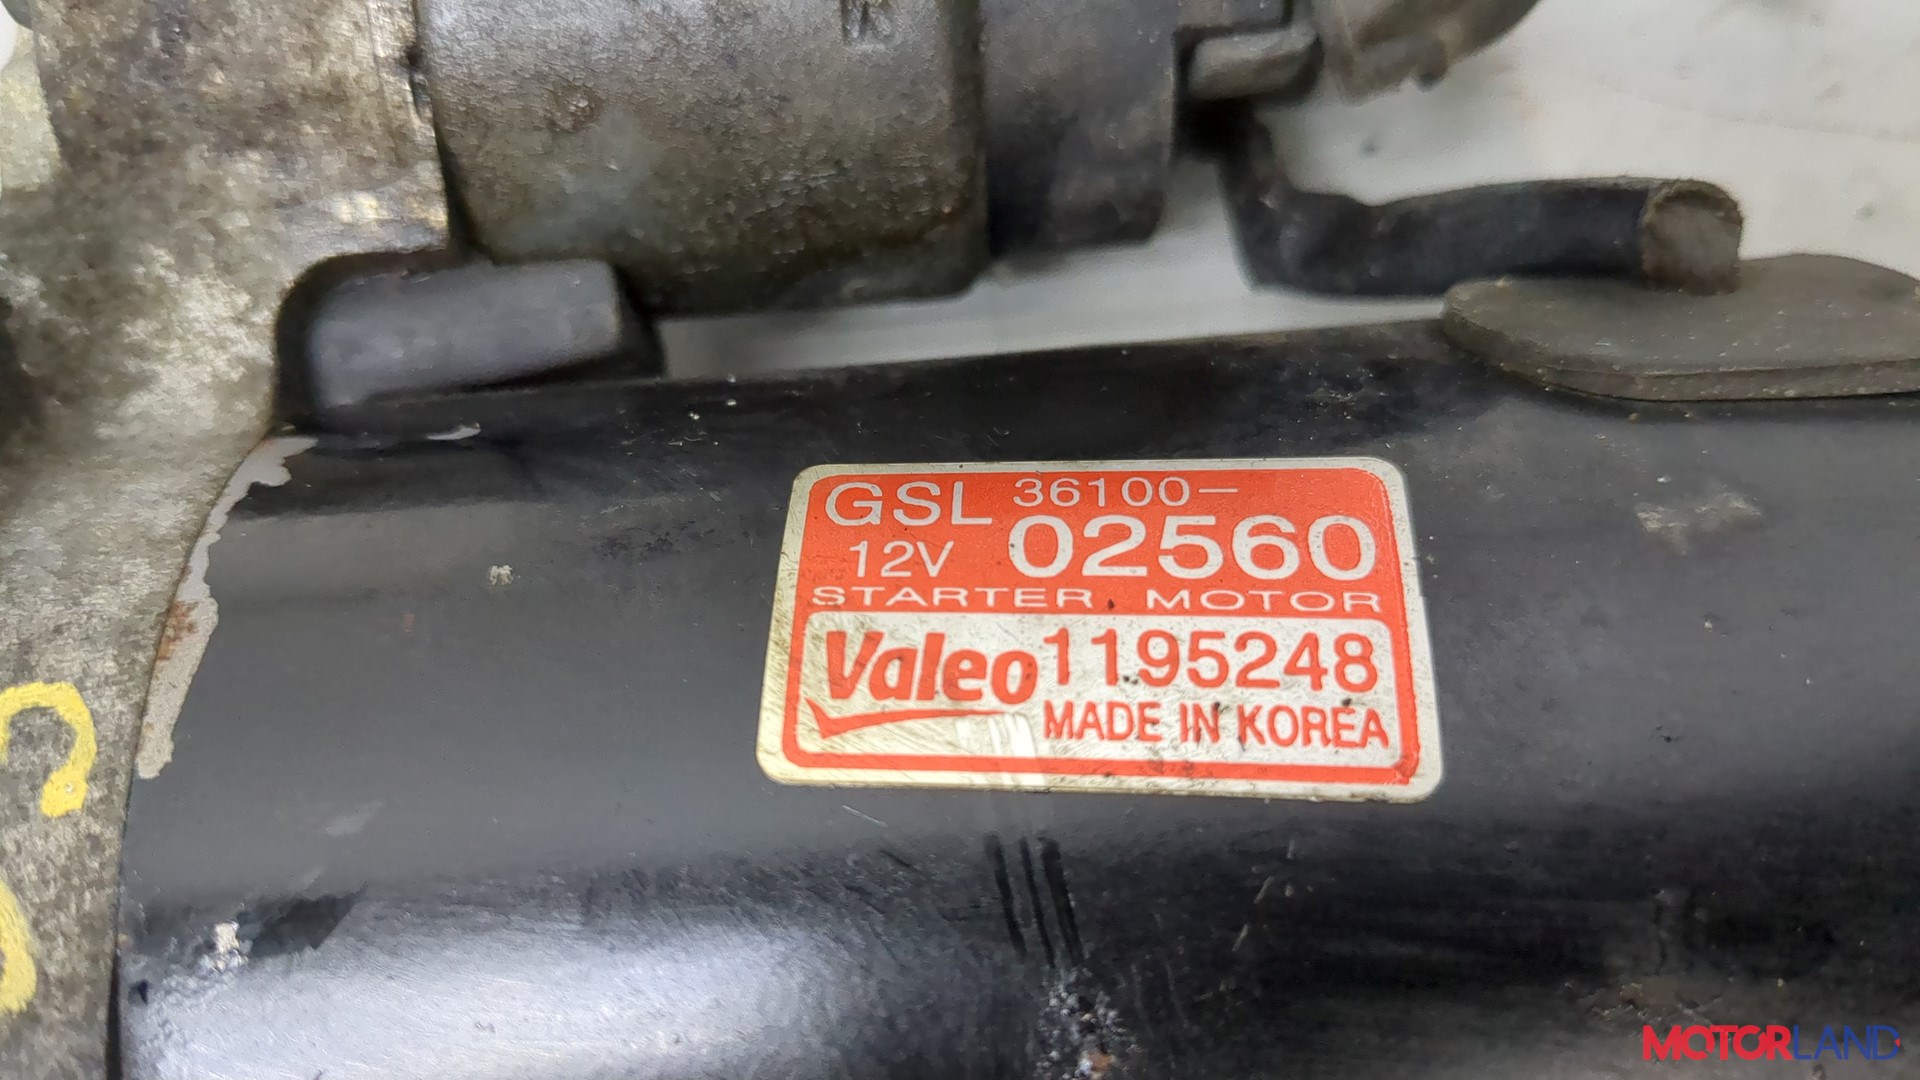 GSL 36100-
12V 02560
STARTER MOTOR
Valeo 1195248
MADE IN KOREA
MOTORLAND